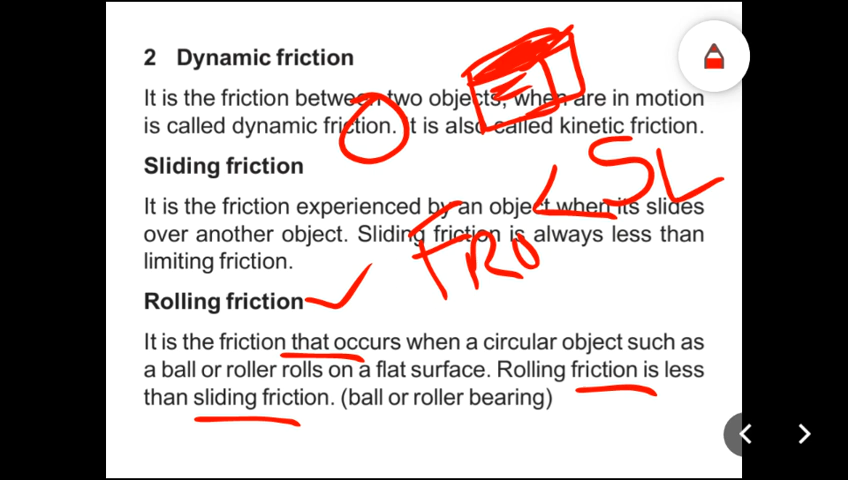 2 Dynamic friction
It is the friction between two objects, when are in motion
is called dynamic friction. It is also called kinetic friction.
Sliding friction
It is the friction experienced by an object when its slides
over another object. Sliding friction is always less than
limiting friction.
Rolling friction
It is the friction that occurs when a circular object such as
a ball or roller rolls on a flat surface. Rolling friction is less
than sliding friction. (ball or roller bearing)
FRO < SL